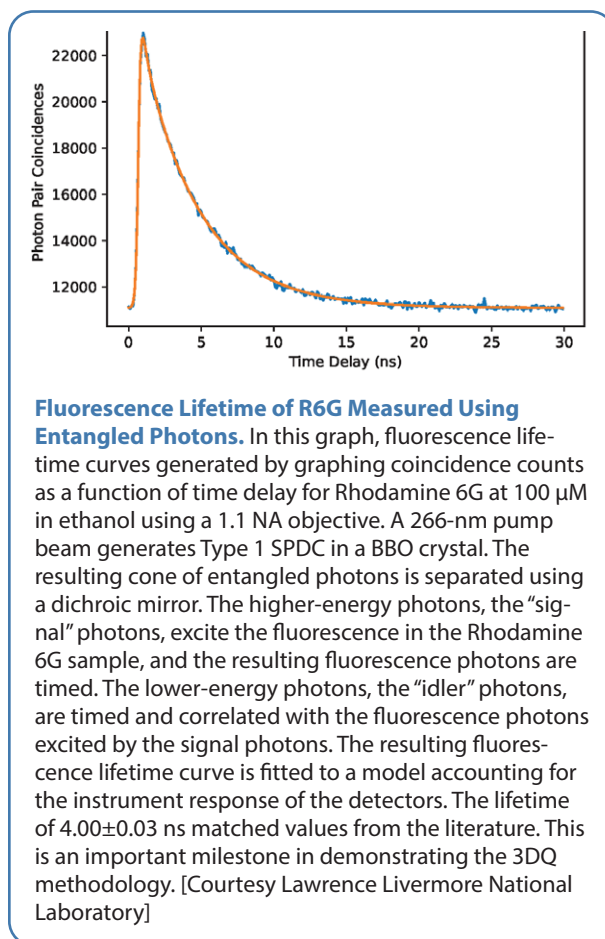 22000
20000
18000
16000
14000
12000
Photon Pair Coincidences
0 5 10 15 20 25 30
Time Delay (ns)
Fluorescence Lifetime of R6G Measured Using
Entangled Photons. In this graph, fluorescence life-
time curves generated by graphing coincidence counts
as a function of time delay for Rhodamine 6G at 100 μM
in ethanol using a 1.1 NA objective. A 266-nm pump
beam generates Type 1 SPDC in a BBO crystal. The
resulting cone of entangled photons is separated using
a dichroic mirror. The higher-energy photons, the “sig-
nal” photons, excite the fluorescence in the Rhodamine
6G sample, and the resulting fluorescence photons are
timed. The lower-energy photons, the “idler” photons,
are timed and correlated with the fluorescence photons
excited by the signal photons. The resulting fluores-
cence lifetime curve is fitted to a model accounting for
the instrument response of the detectors. The lifetime
of 4.00±0.03 ns matched values from the literature. This
is an important milestone in demonstrating the 3DQ
methodology. [Courtesy Lawrence Livermore National
Laboratory]